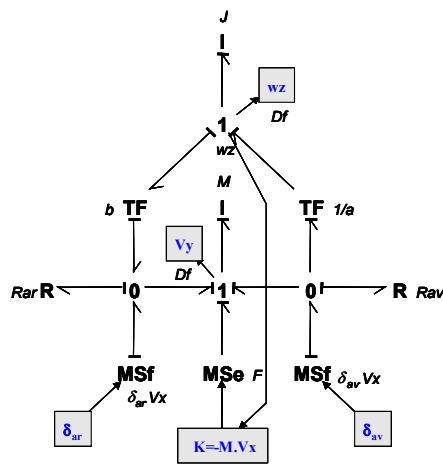 J
I
wz
Df
1
wz
M
b TF
I
TF 1/a
Vy
Df
Rar R
0
1
0
R Rav
MSf
δar Vx
MSe F
MSf δav Vx
δar
K=-M.Vx
δav